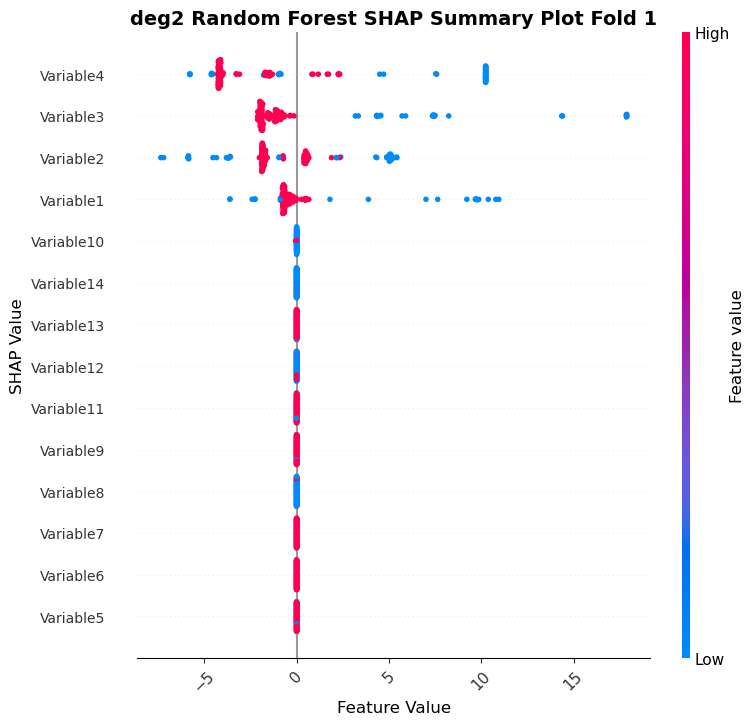 deg2 Random Forest SHAP Summary Plot Fold 1
High
Variable4
Variable3
Variable2
Variable1
Variable10
Variable14
Variable13
Variable12
Variable11
Variable9
Variable8
Variable7
Variable6
Variable5
SHAP Value
Feature value
Low
−5
0
5
10
15
Feature Value